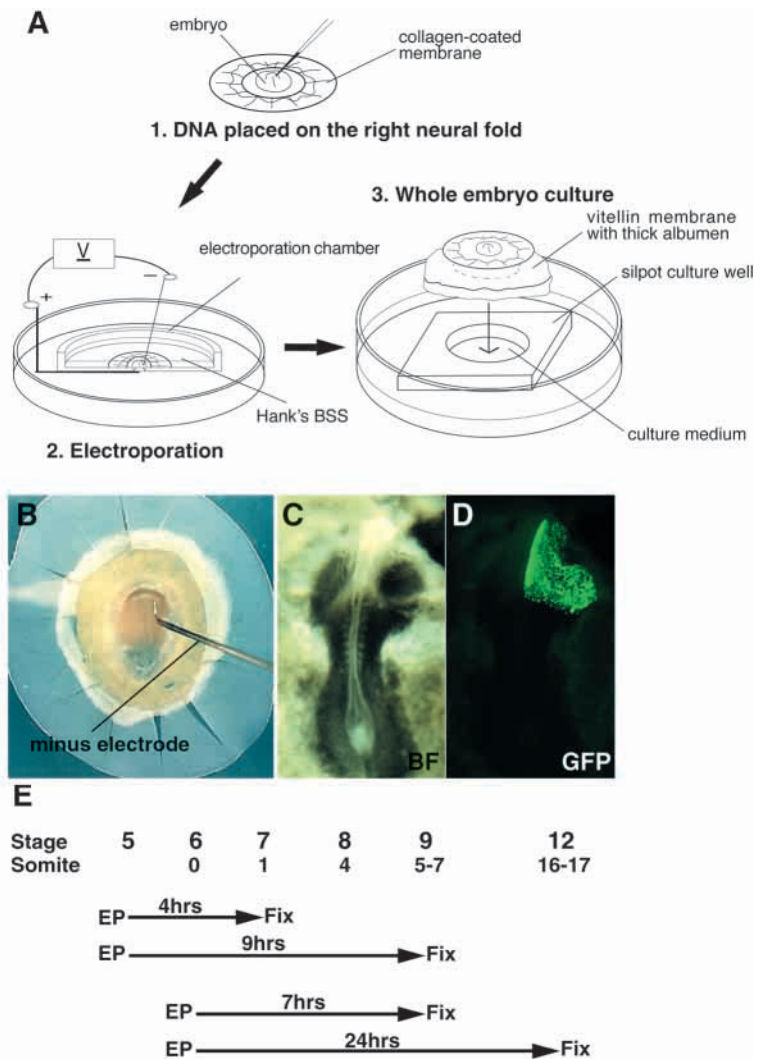 A
embryo
collagen-coated
membrane
1. DNA placed on the right neural fold
3. Whole embryo culture
vitellin membrane
with thick albumen
silpot culture well
electroporation chamber
V
−
+
Hank's BSS
culture medium
2. Electroporation
B
minus electrode
C
BF
D
GFP
E
Stage 5 6 7 8 9 12
Somite 0 1 4 5-7 16-17
EP 4hrs Fix
EP 9hrs Fix
EP 7hrs Fix
EP 24hrs Fix